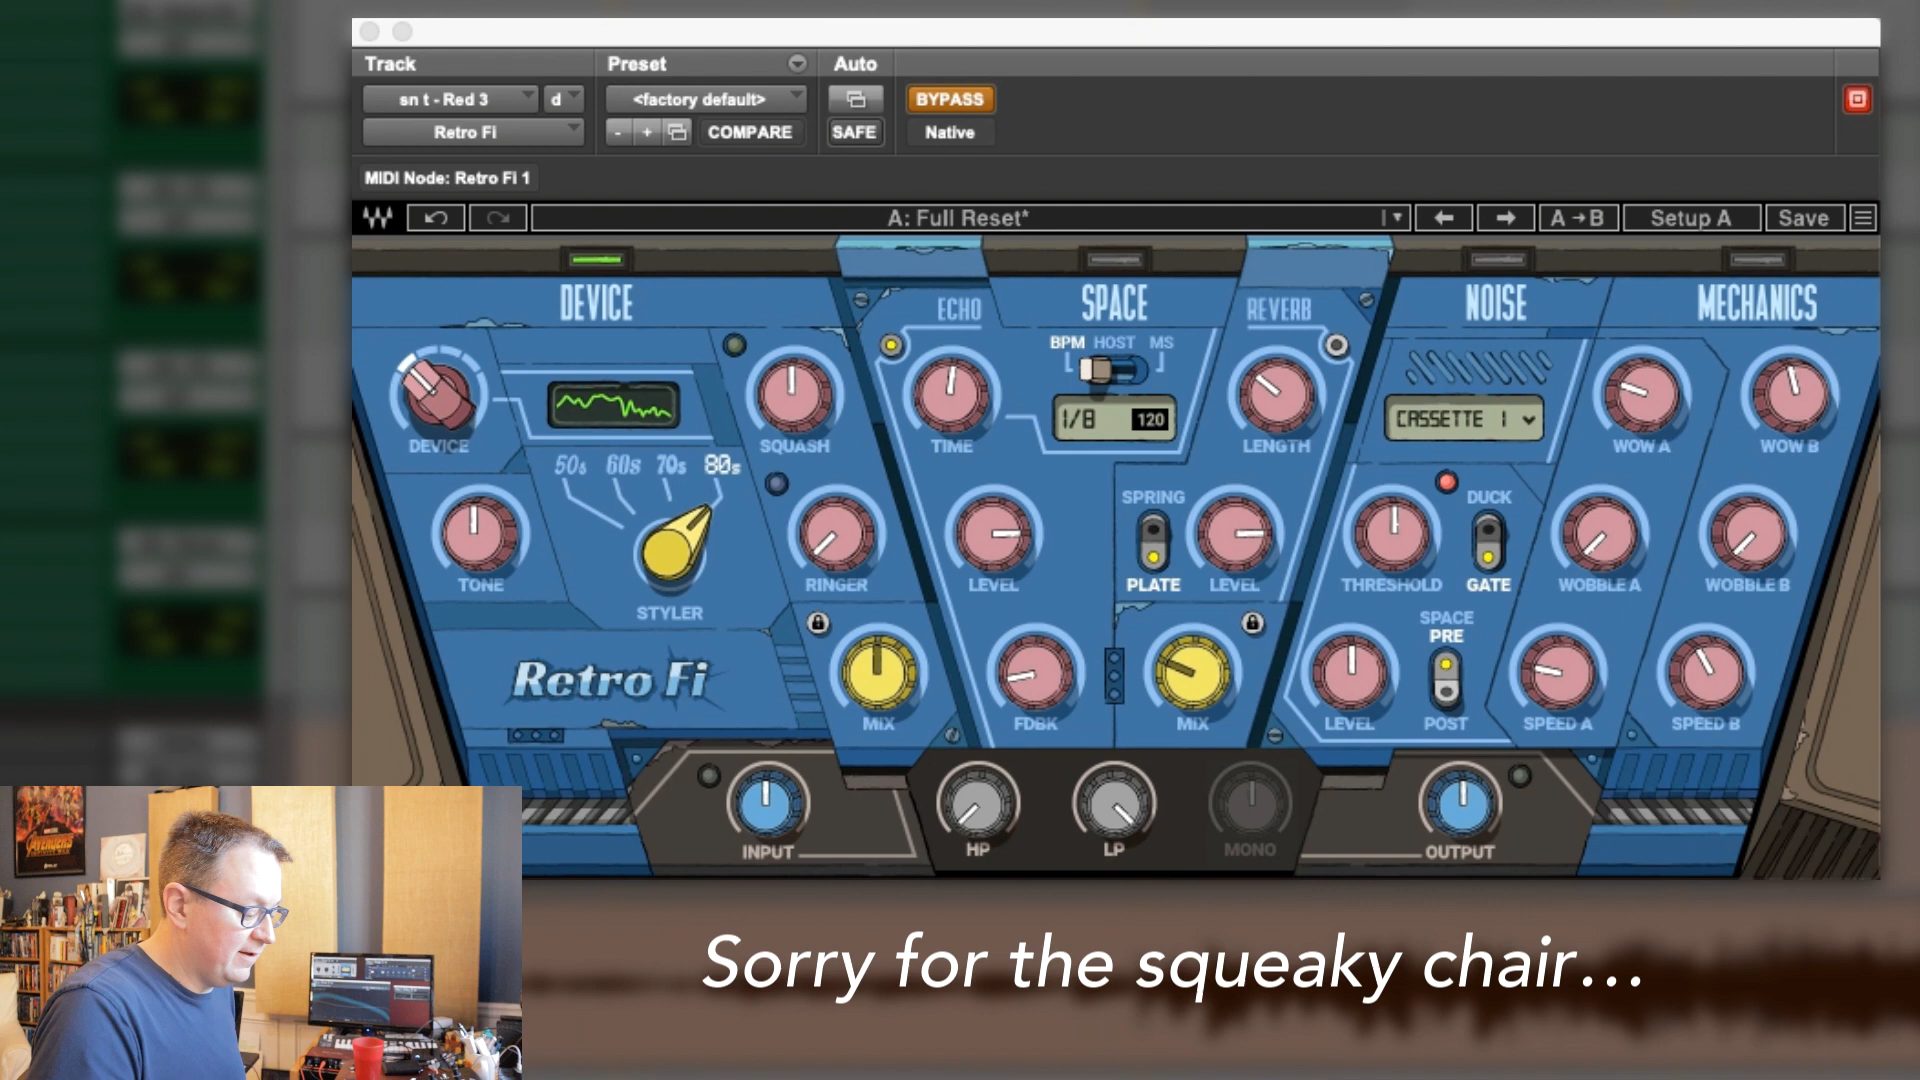 Track
Preset
Auto
sn t - Red 3
d
<factory default>
BYPASS
Retro Fi
- +
COMPARE
SAFE
Native
MIDI Node: Retro Fi 1
A: Full Reset*
A→B
Setup A
Save
DEVICE
ECHO
SPACE
REVERB
NOISE
MECHANICS
BPM HOST MS
1/8 120
CASSETTE 1
DEVICE
SQUASH
TIME
LENGTH
WOW A
WOW B
50s 60s 70s 80s
SPRING
DUCK
TONE
RINGER
LEVEL
PLATE
LEVEL
THRESHOLD
GATE
WOBBLE A
WOBBLE B
STYLER
SPACE
PRE
Retro Fi
MIX
FDBK
MIX
LEVEL
POST
SPEED A
SPEED B
INPUT
HP
LP
MONO
OUTPUT
AVENGERS
Sorry for the squeaky chair...